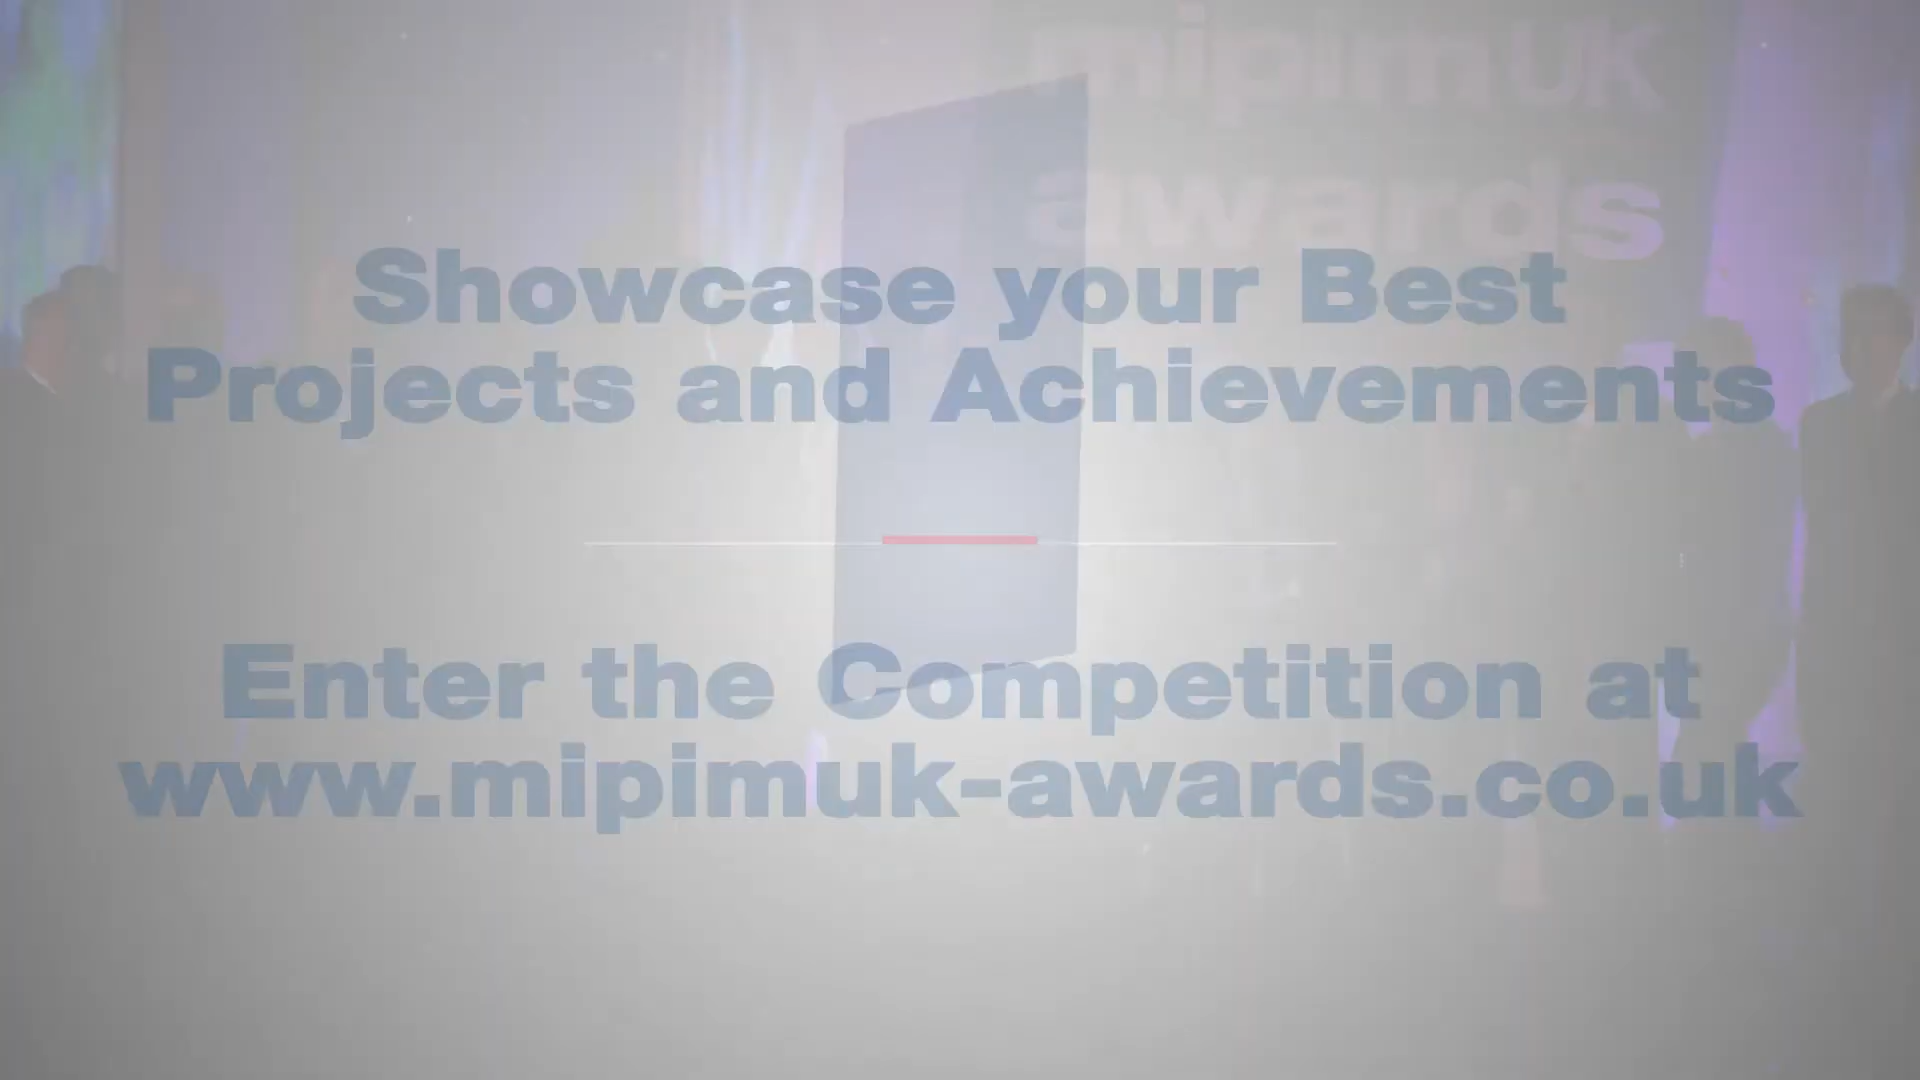 mipimUK
awards
Showcase your Best
Projects and Achievements
Enter the Competition at
www.mipimuk-awards.co.uk